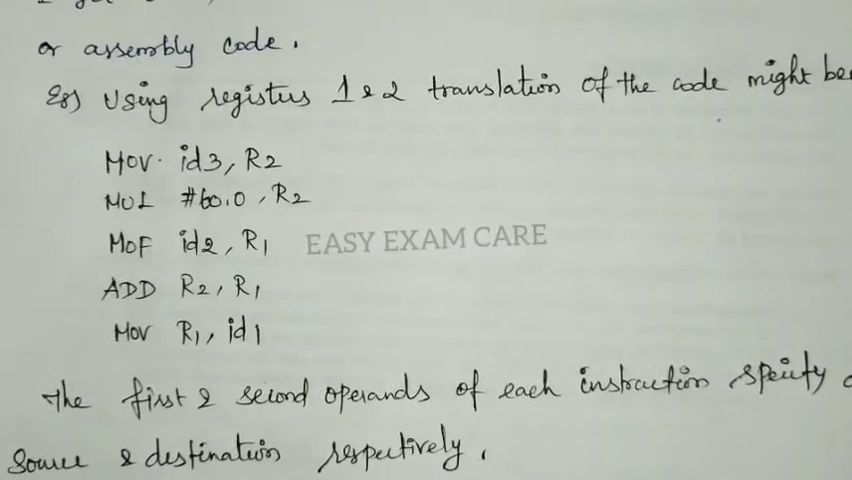 or assembly code.
Eg) Using registers 1 & 2 translation of the code might be
MOV. id3, R2
MUL #60.0, R2
MOF id2, R1
EASY EXAM CARE
ADD R2, R1
MOV R1, id1
The first & second operands of each instruction specify
source & destination respectively.